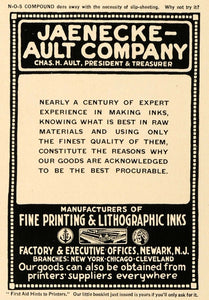 N-O-S COMPOUND does away with the necessity of slip-sheeting. Why not try it?
JAENECKE-
AULT COMPANY
CHAS. H. AULT, PRESIDENT & TREASURER
NEARLY A CENTURY OF EXPERT
EXPERIENCE IN MAKING INKS,
KNOWING WHAT IS BEST IN RAW
MATERIALS AND USING ONLY
THE FINEST QUALITY OF THEM,
CONSTITUTE THE REASONS WHY
OUR GOODS ARE ACKNOWLEDGED
TO BE THE BEST PROCURABLE.
MANUFACTURERS OF
FINE PRINTING & LITHOGRAPHIC INKS
FACTORY & EXECUTIVE OFFICES, NEWARK, N.J.
BRANCHES: NEW YORK·CHICAGO·CLEVELAND
Our goods can also be obtained from
printers' suppliers everywhere
"First Aid Hints to Printers." Our little booklet just issued is yours if you'll only ask for it.